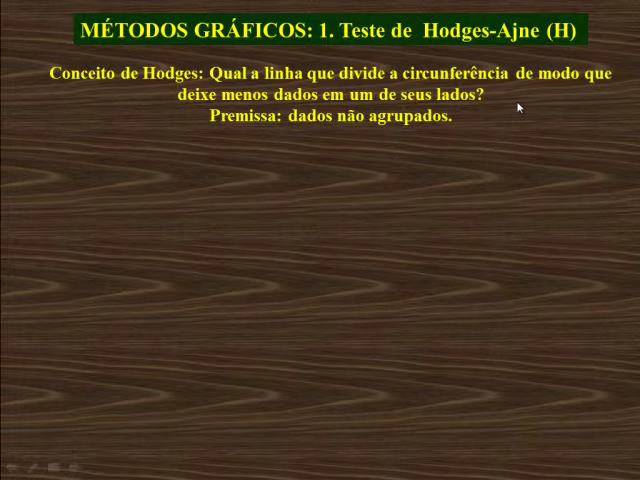 MÉTODOS GRÁFICOS: 1. Teste de Hodges-Ajne (H)
Conceito de Hodges: Qual a linha que divide a circunferência de modo que
deixe menos dados em um de seus lados?
Premissa: dados não agrupados.